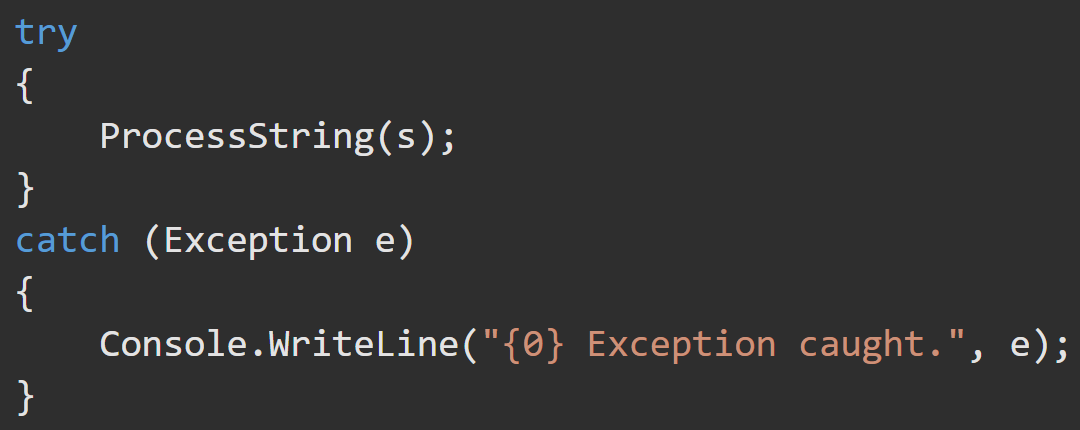 try
{
    ProcessString(s);
}
catch (Exception e)
{
    Console.WriteLine("{0} Exception caught.", e);
}